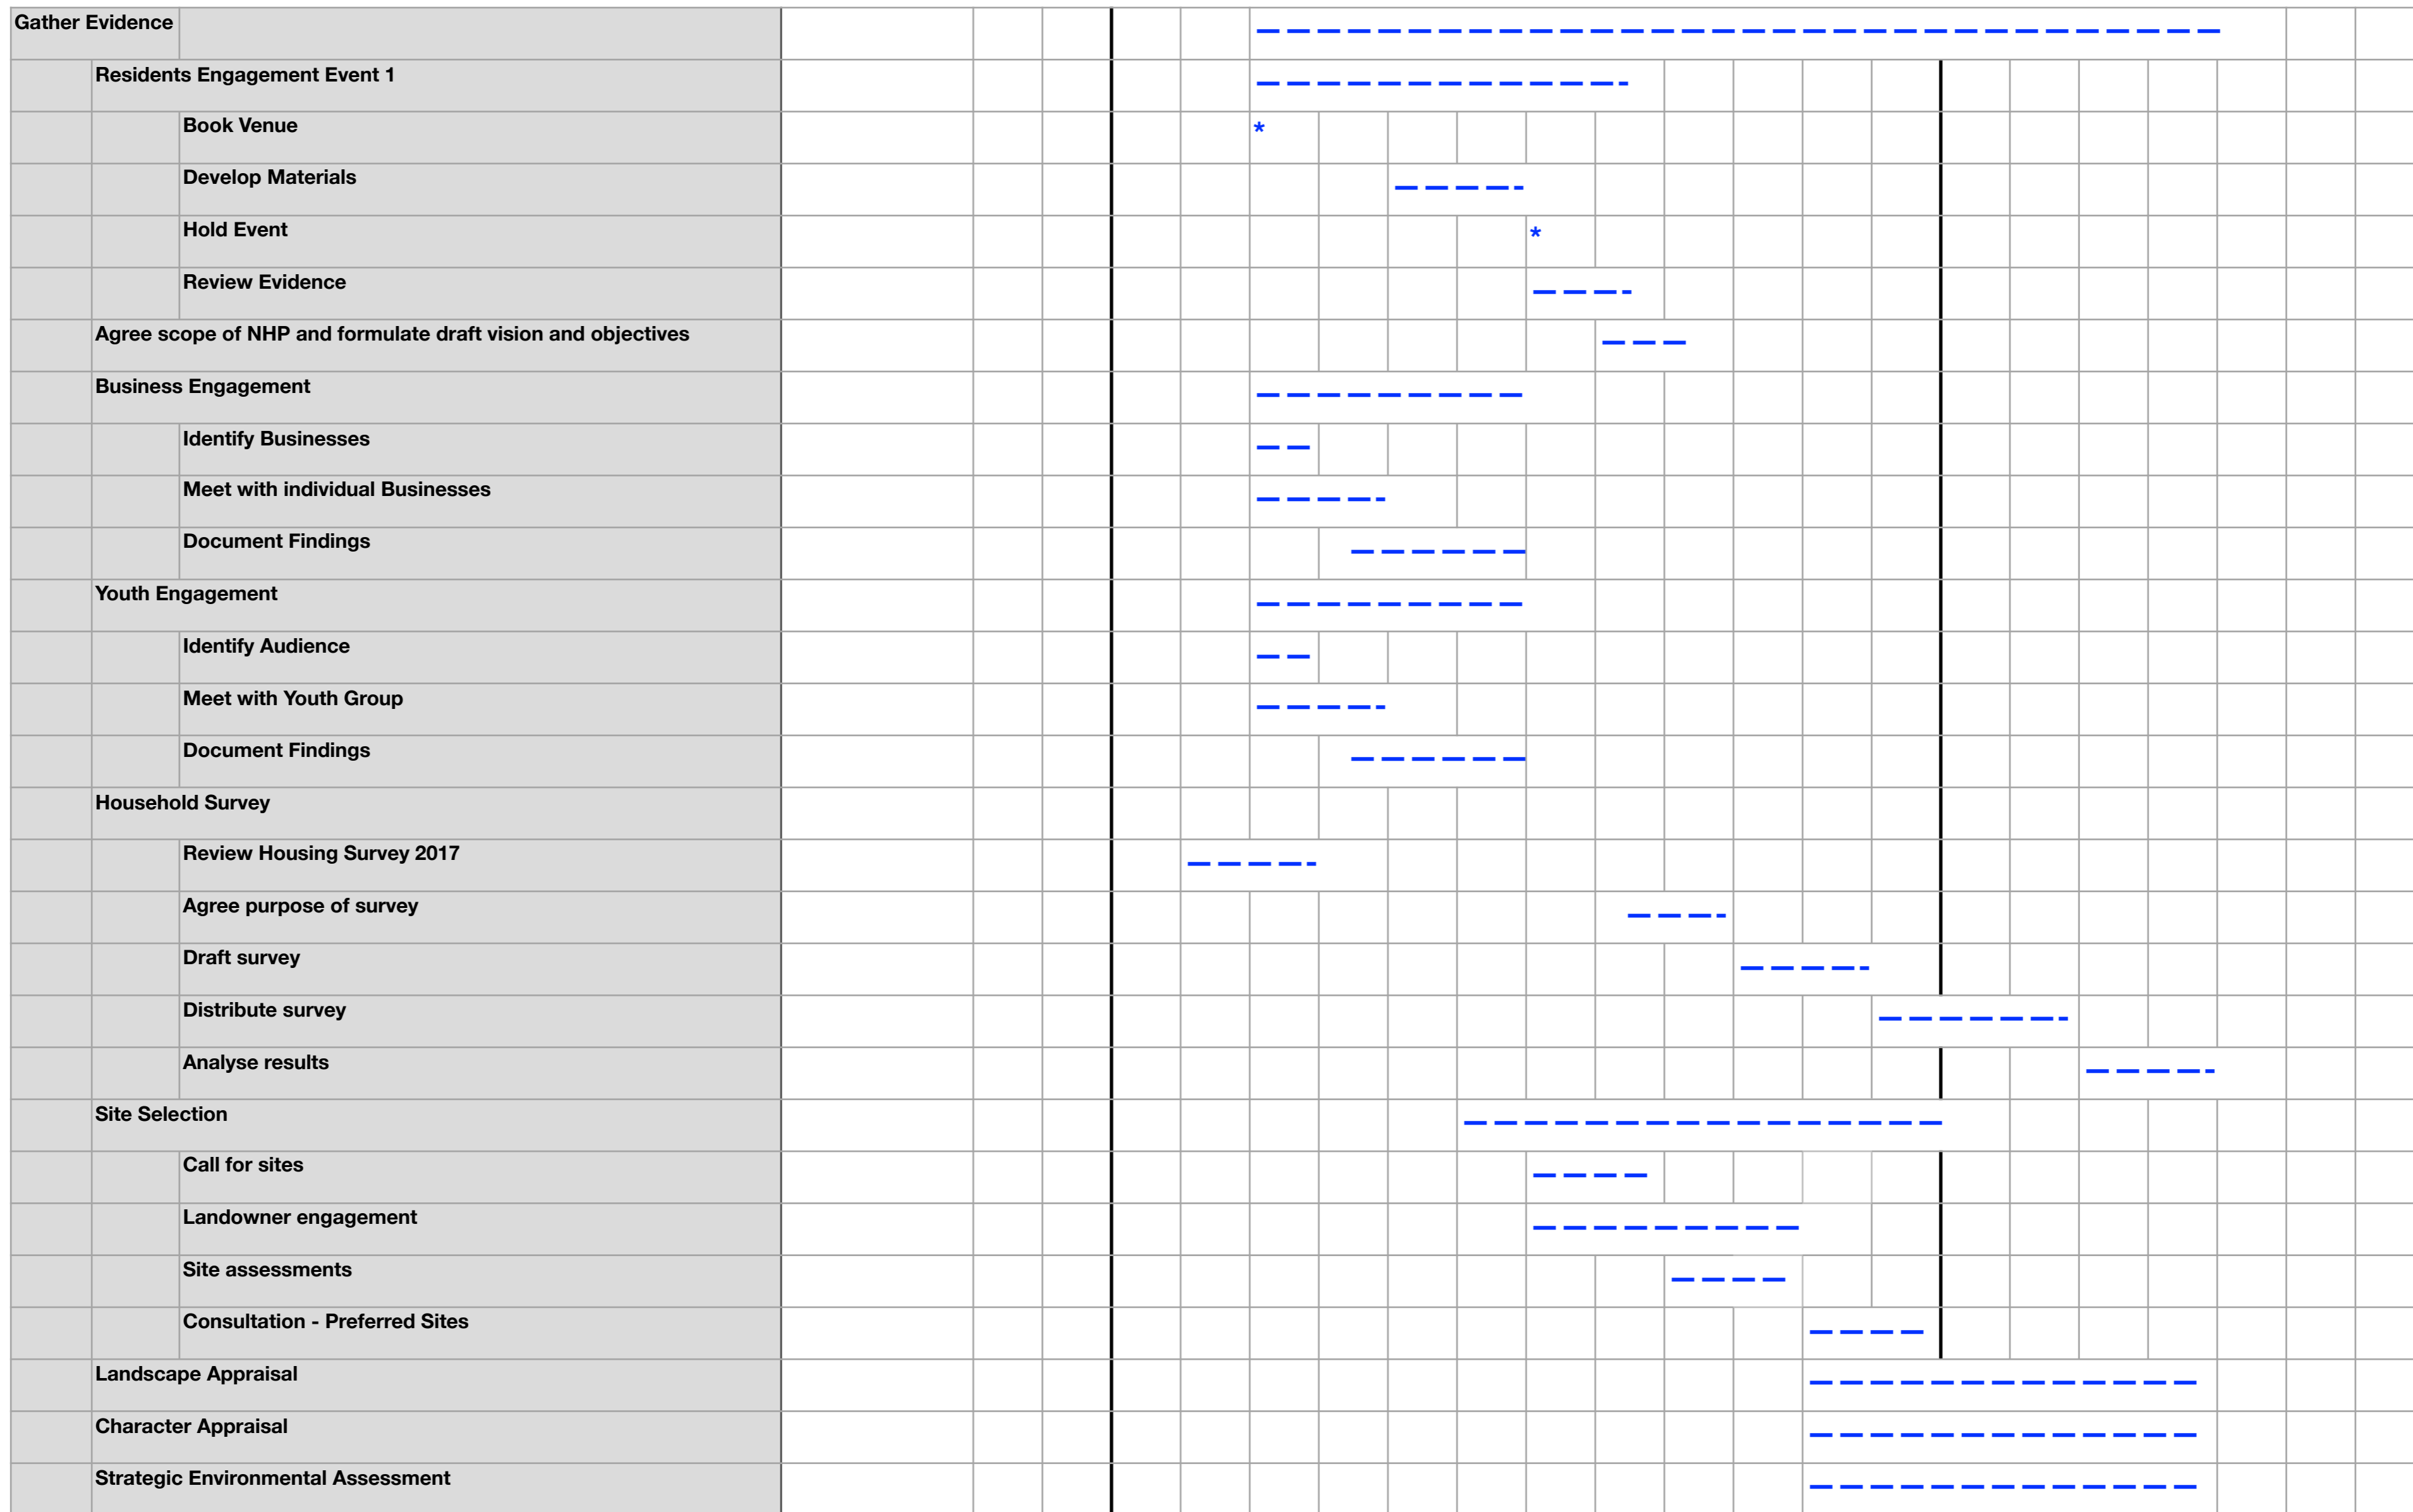 Gather Evidence
Residents Engagement Event 1
Book Venue
*
Develop Materials
Hold Event
*
Review Evidence
Agree scope of NHP and formulate draft vision and objectives
Business Engagement
Identify Businesses
Meet with individual Businesses
Document Findings
Youth Engagement
Identify Audience
Meet with Youth Group
Document Findings
Household Survey
Review Housing Survey 2017
Agree purpose of survey
Draft survey
Distribute survey
Analyse results
Site Selection
Call for sites
Landowner engagement
Site assessments
Consultation - Preferred Sites
Landscape Appraisal
Character Appraisal
Strategic Environmental Assessment